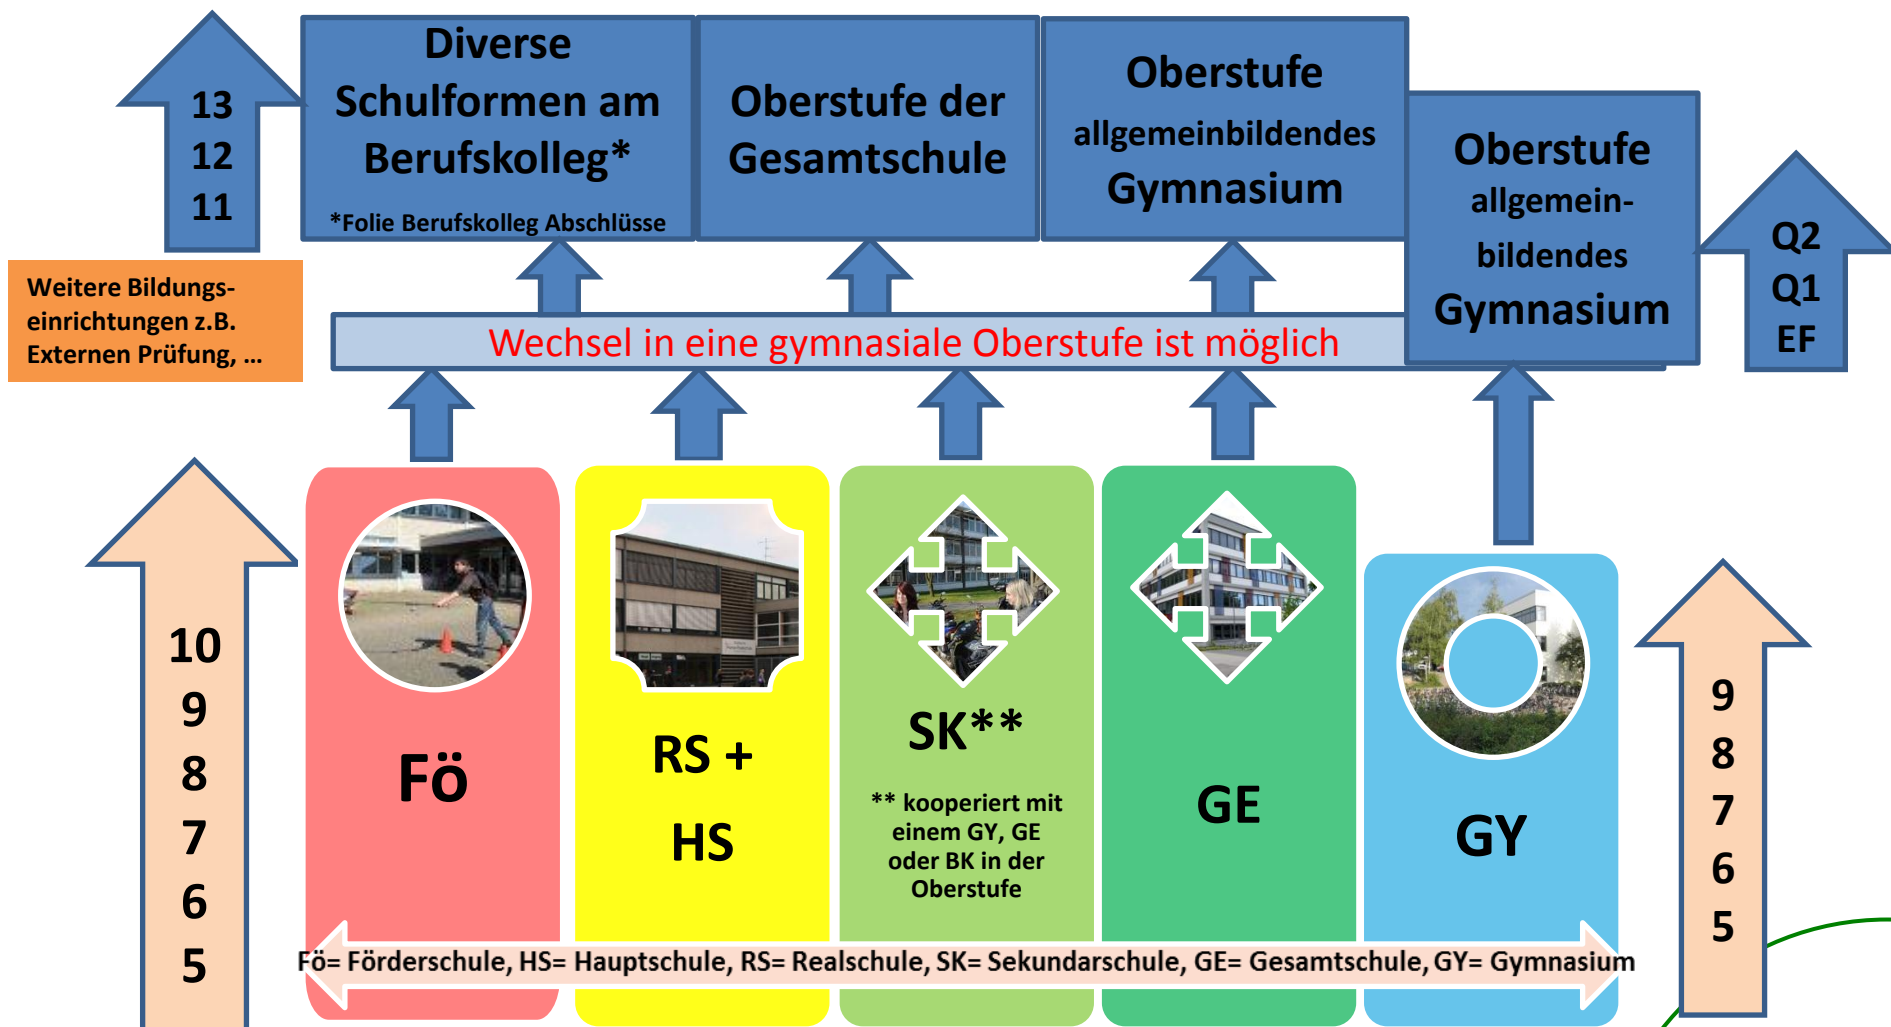 13
12
11
Diverse
Schulformen am
Berufskolleg*
*Folie Berufskolleg Abschlüsse
Oberstufe der
Gesamtschule
Oberstufe
allgemeinbildendes
Gymnasium
Oberstufe
allgemein-
bildendes
Gymnasium
Q2
Q1
EF
Weitere Bildungs-
einrichtungen z.B.
Externen Prüfung, ...
Wechsel in eine gymnasiale Oberstufe ist möglich
10
9
8
7
6
5
Fö
RS +
HS
SK**
** kooperiert mit
einem GY, GE
oder BK in der
Oberstufe
GE
GY
9
8
7
6
5
Fö= Förderschule, HS= Hauptschule, RS= Realschule, SK= Sekundarschule, GE= Gesamtschule, GY= Gymnasium